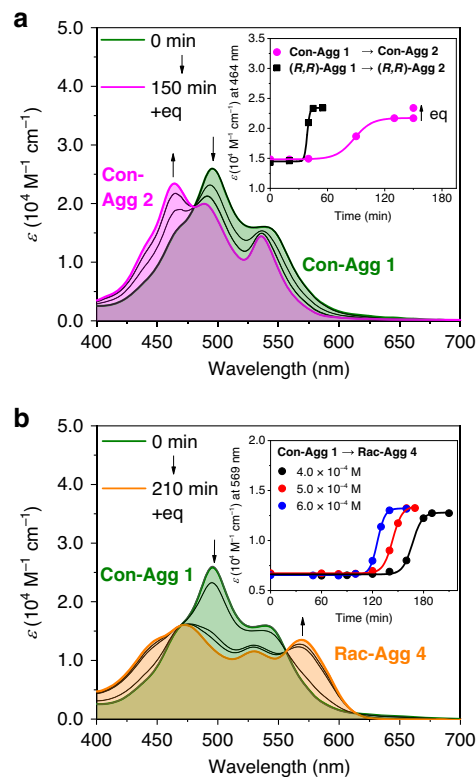 a
5.0
4.0
3.0
2.0
1.0
0.0
ε (10⁴ M⁻¹ cm⁻¹)
0 min
150 min
+eq
Con-
Agg 2
Con-Agg 1
400 450 500 550 600 650 700
Wavelength (nm)
Con-Agg 1 → Con-Agg 2
(R,R)-Agg 1 → (R,R)-Agg 2
eq
3.5
3.0
2.5
2.0
1.5
1.0
ε (10⁴ M⁻¹ cm⁻¹) at 464 nm
0 60 120 180
Time (min)
b
5.0
4.0
3.0
2.0
1.0
0.0
ε (10⁴ M⁻¹ cm⁻¹)
0 min
210 min
+eq
Con-Agg 1
Rac-Agg 4
400 450 500 550 600 650 700
Wavelength (nm)
Con-Agg 1 → Rac-Agg 4
4.0 × 10⁻⁴ M
5.0 × 10⁻⁴ M
6.0 × 10⁻⁴ M
2.0
1.5
1.0
0.5
ε (10⁴ M⁻¹ cm⁻¹) at 569 nm
0 60 120 180
Time (min)